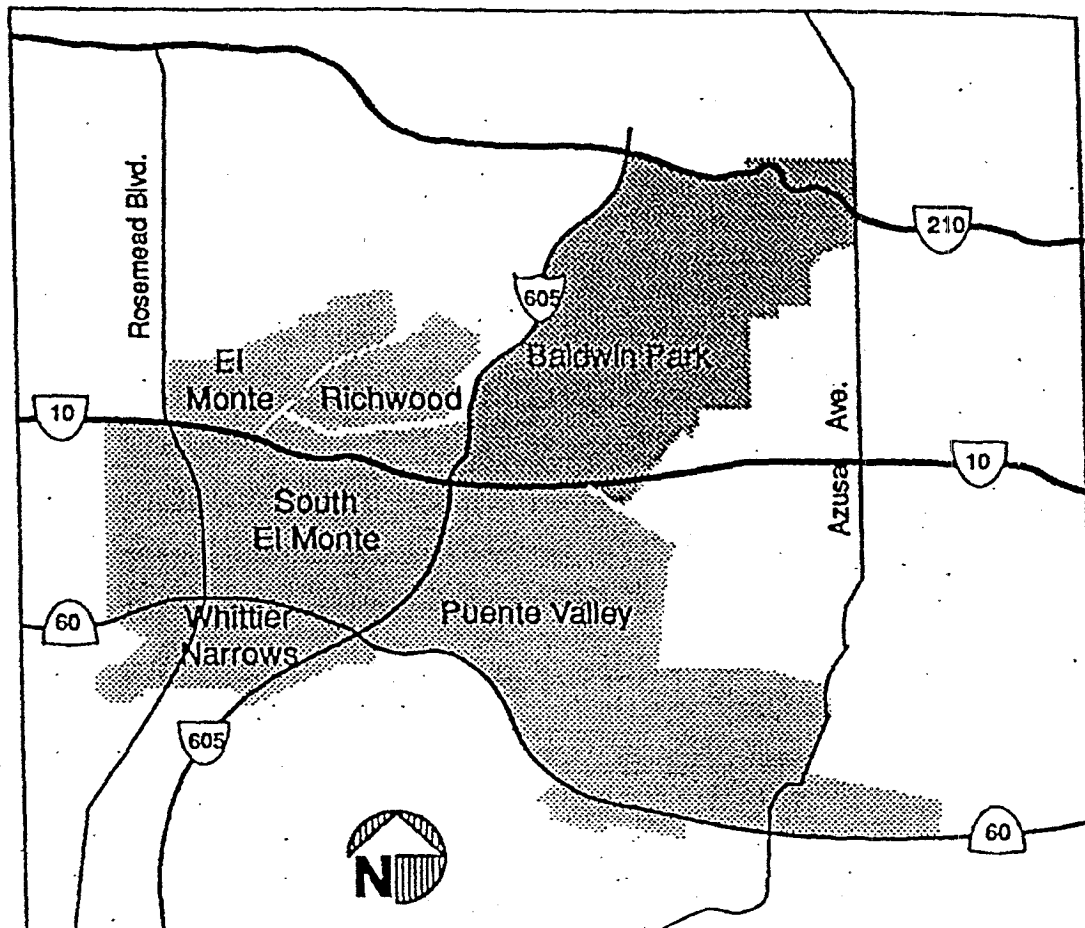 210
Rosemead Blvd.
605
Baldwin Park
El
Monte
Richwood
10
Azusa Ave.
10
South
El Monte
60
Whittier
Narrows
Puente Valley
605
60
N